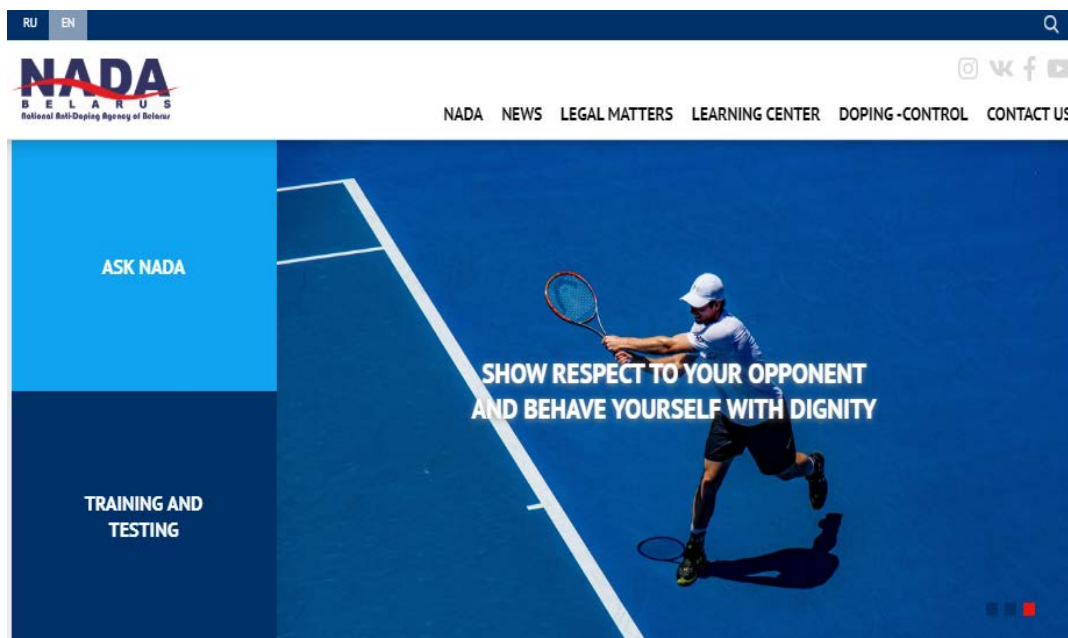 RU EN
NADA
BELARUS
National Anti-Doping Agency of Belarus
NADA NEWS LEGAL MATTERS LEARNING CENTER DOPING -CONTROL CONTACT US
ASK NADA
SHOW RESPECT TO YOUR OPPONENT
AND BEHAVE YOURSELF WITH DIGNITY
TRAINING AND
TESTING